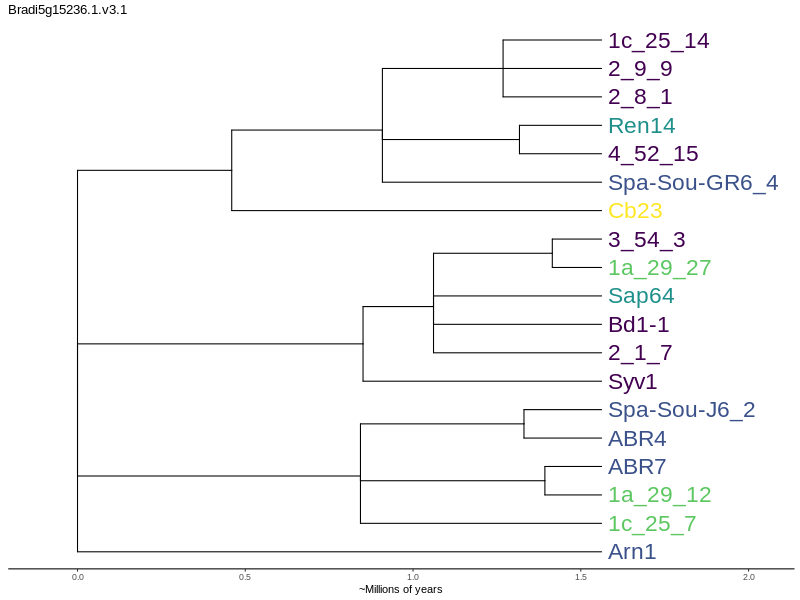 Bradi5g15236.1.v3.1
1c_25_14
2_9_9
2_8_1
Ren14
4_52_15
Spa-Sou-GR6_4
Cb23
3_54_3
1a_29_27
Sap64
Bd1-1
2_1_7
Syv1
Spa-Sou-J6_2
ABR4
ABR7
1a_29_12
1c_25_7
Arn1
0.0 0.5 1.0 1.5 2.0
~Millions of years